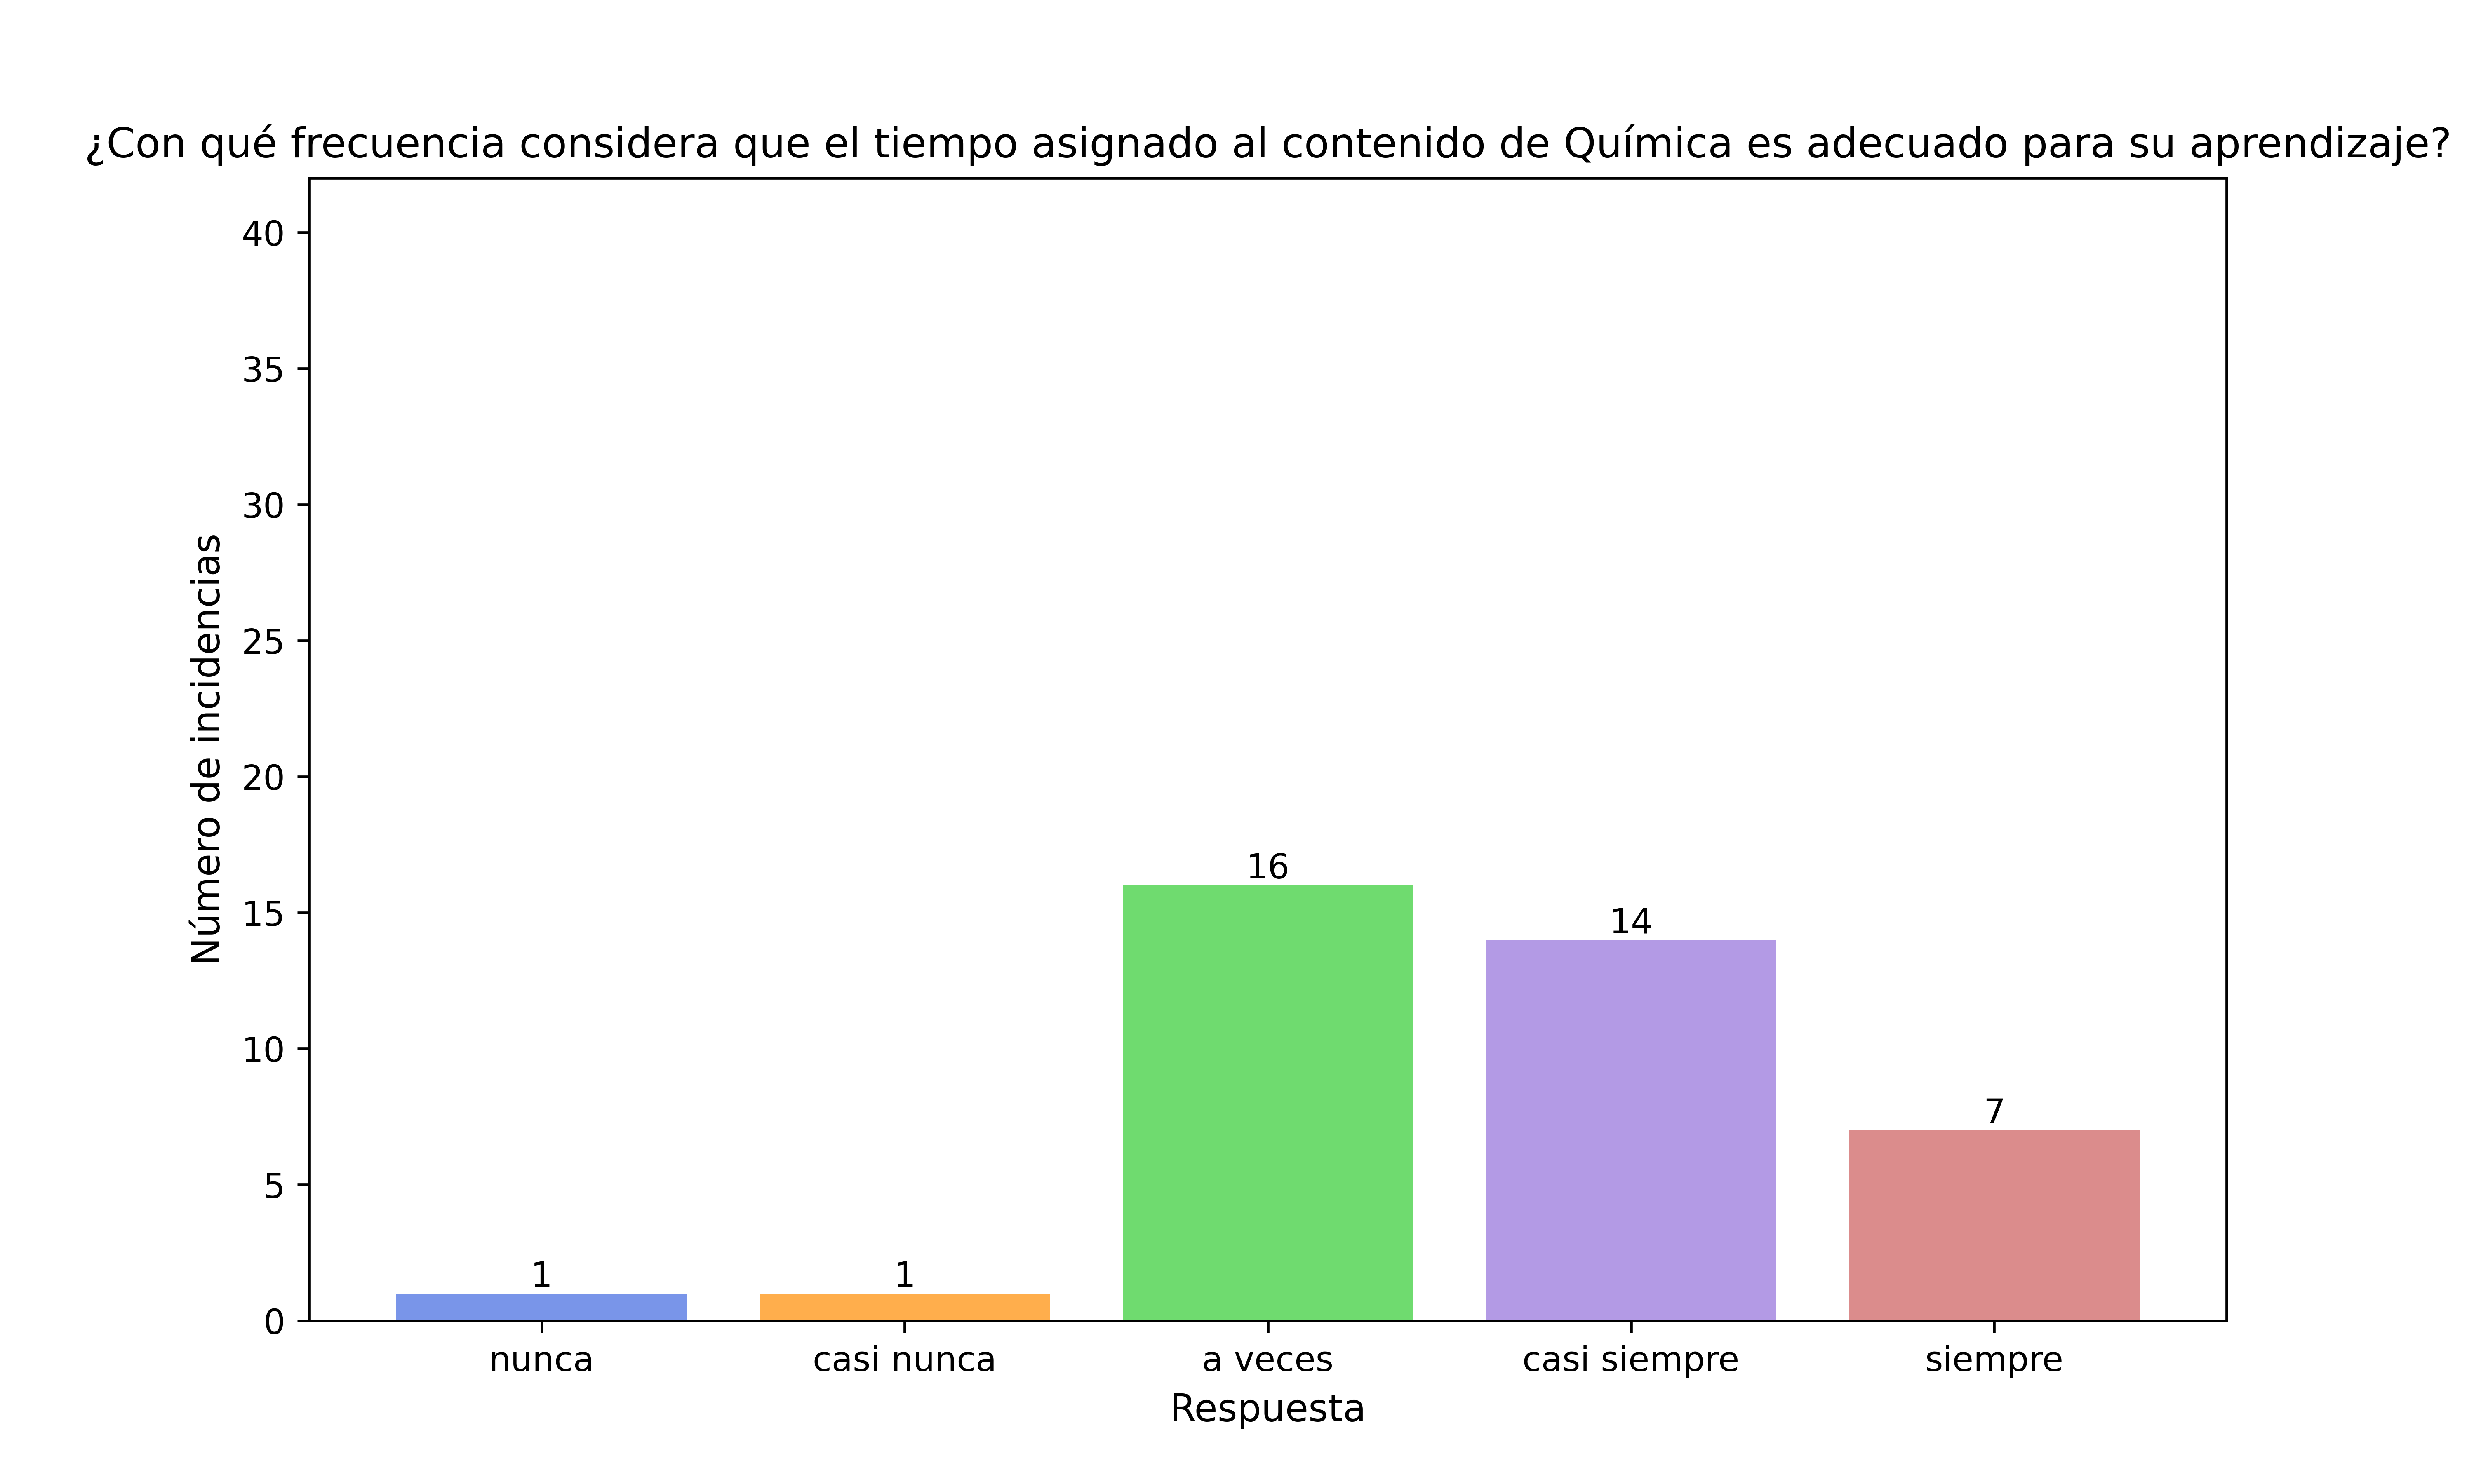 ¿Con qué frecuencia considera que el tiempo asignado al contenido de Química es adecuado para su aprendizaje?
40
35
30
25
20
15
10
5
0
Número de incidencias
1
1
16
14
7
nunca
casi nunca
a veces
casi siempre
siempre
Respuesta